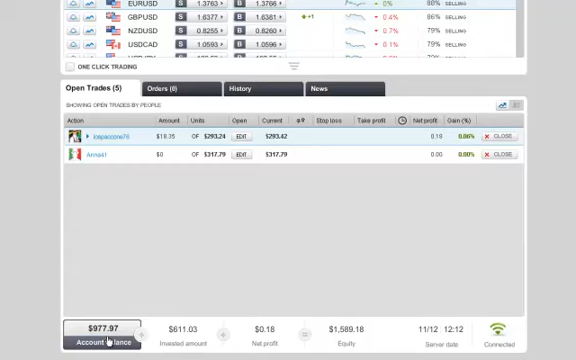 EURUSD S 1.3763 B 1.3766 0% 88% SELLING
GBPUSD S 1.6377 B 1.6381 +1 0.4% 86% SELLING
NZDUSD S 0.8255 B 0.8260 0.7% 79% SELLING
USDCAD S 1.0593 B 1.0596 0.1% 79% SELLING
ONE CLICK TRADING
Open Trades (5) Orders (0) History News
SHOWING OPEN TRADES BY PEOPLE
Action Amount Units Open Current Stop loss Take profit Net profit Gain (%)
$18.35 OF $293.24 EDIT $293.42 0.18 0.06% CLOSE
$0 OF $317.79 EDIT $317.79 0.00 0.00% CLOSE
$977.97 $611.03 $0.18 $1,589.18 11/12 12:12
Account balance Invested amount Net profit Equity Server date Connected